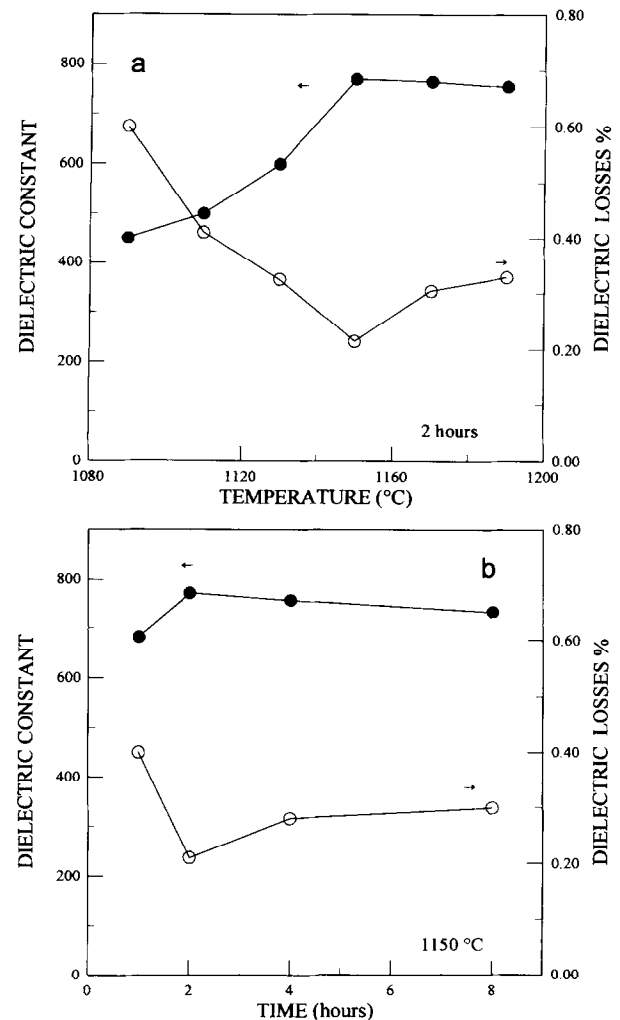 a
DIELECTRIC CONSTANT
800
600
400
200
0
0.80
0.60
0.40
0.20
0.00
DIELECTRIC LOSSES %
2 hours
1080 1120 1160 1200
TEMPERATURE (°C)
b
DIELECTRIC CONSTANT
800
600
400
200
0
0.80
0.60
0.40
0.20
0.00
DIELECTRIC LOSSES %
1150 °C
0 2 4 6 8
TIME (hours)